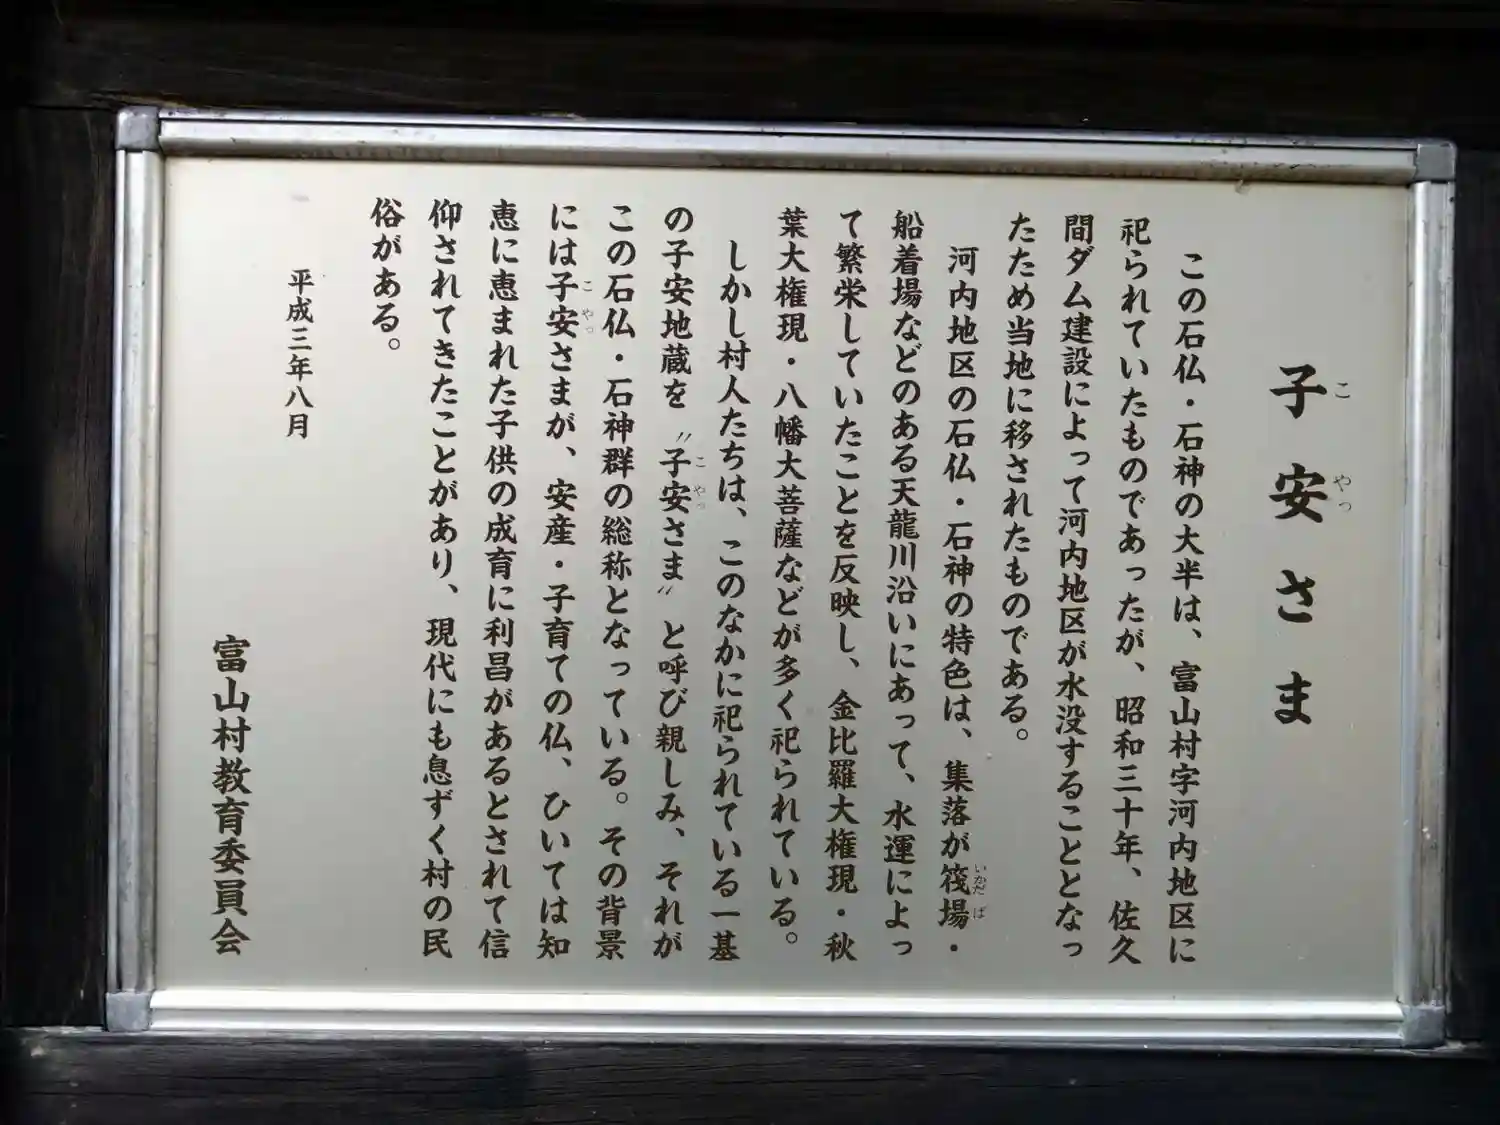 子安さま
この石仏・石神の大半は、富山村字河内地区に
祀られていたものであったが、昭和三十年、佐久
間ダム建設によって河内地区が水没することとなっ
たため当地に移されたものである。
河内地区の石仏・石神の特色は、集落が筏場・
船着場などのある天龍川沿いにあって、水運によっ
て繁栄していたことを反映し、金比羅大権現・秋
葉大権現・八幡大菩薩などが多く祀られている。
しかし村人たちは、このなかに祀られている一基
の子安地蔵を〝子安さま〟と呼び親しみ、それが
この石仏・石神群の総称となっている。その背景
には子安さまが、安産・子育ての仏、ひいては知
恵に恵まれた子供の成育に利昌があるとされて信
仰されてきたことがあり、現代にも息ずく村の民
俗がある。
平成三年八月
富山村教育委員会